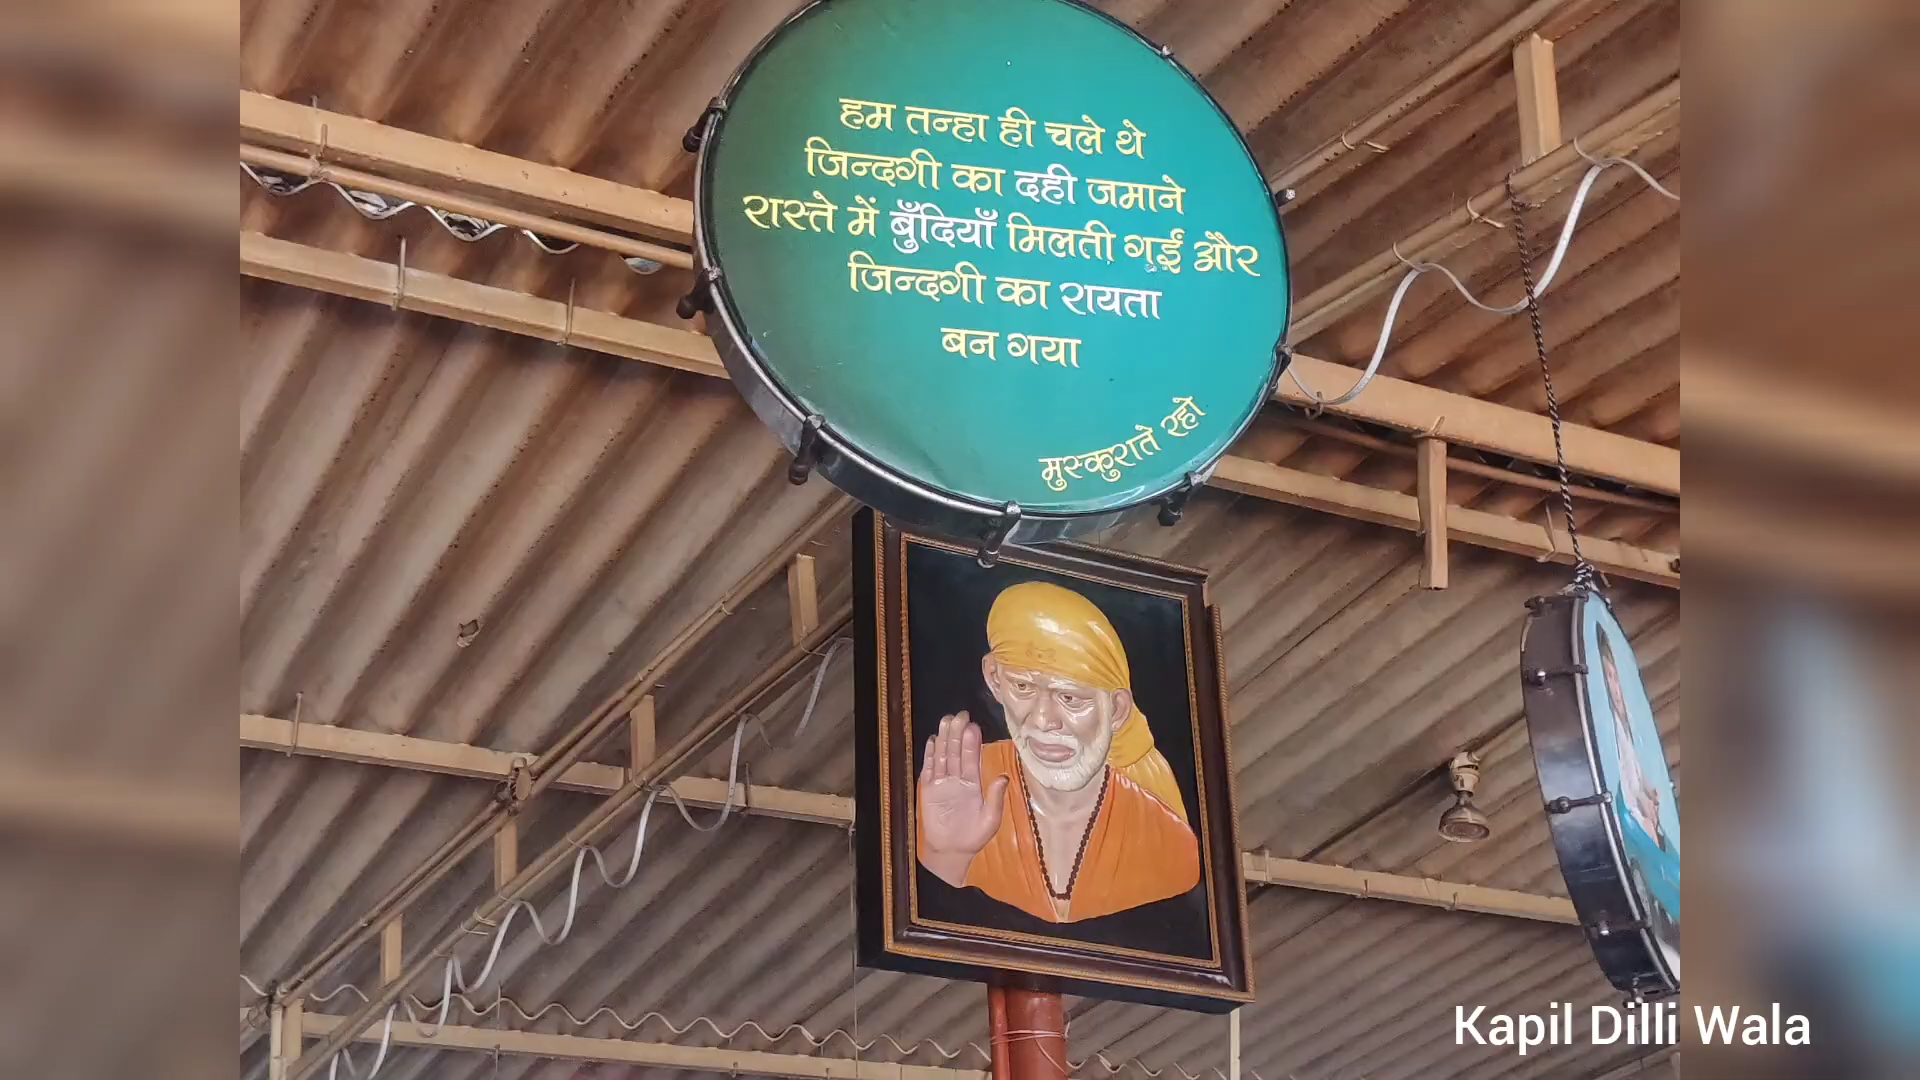 हम तन्हा ही चले थे
जिन्दगी का दही जमाने
रास्ते में बुँदियाँ मिलती गईं और
जिन्दगी का रायता
बन गया
मुस्कुराते रहो
Kapil Dilli Wala